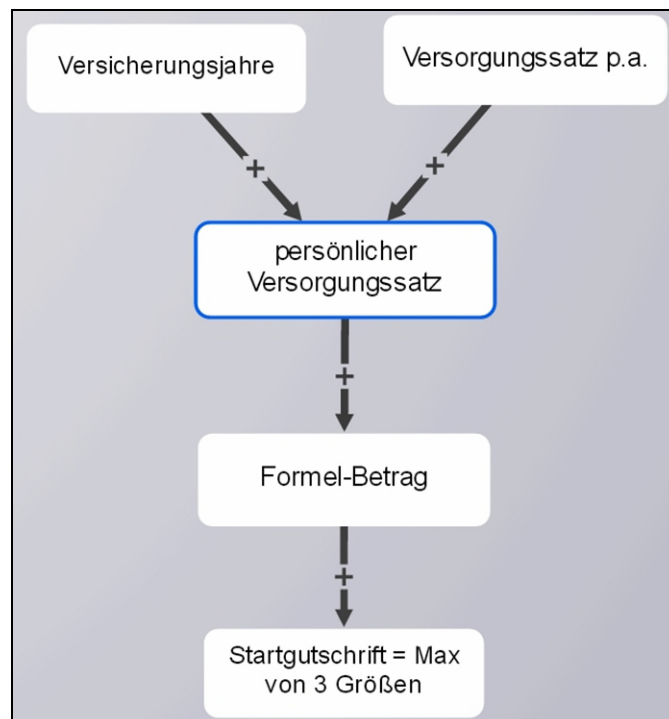 Versicherungsjahre
Versorgungssatz p.a.
+
+
persönlicher
Versorgungssatz
+
Formel-Betrag
+
Startgutschrift = Max
von 3 Größen